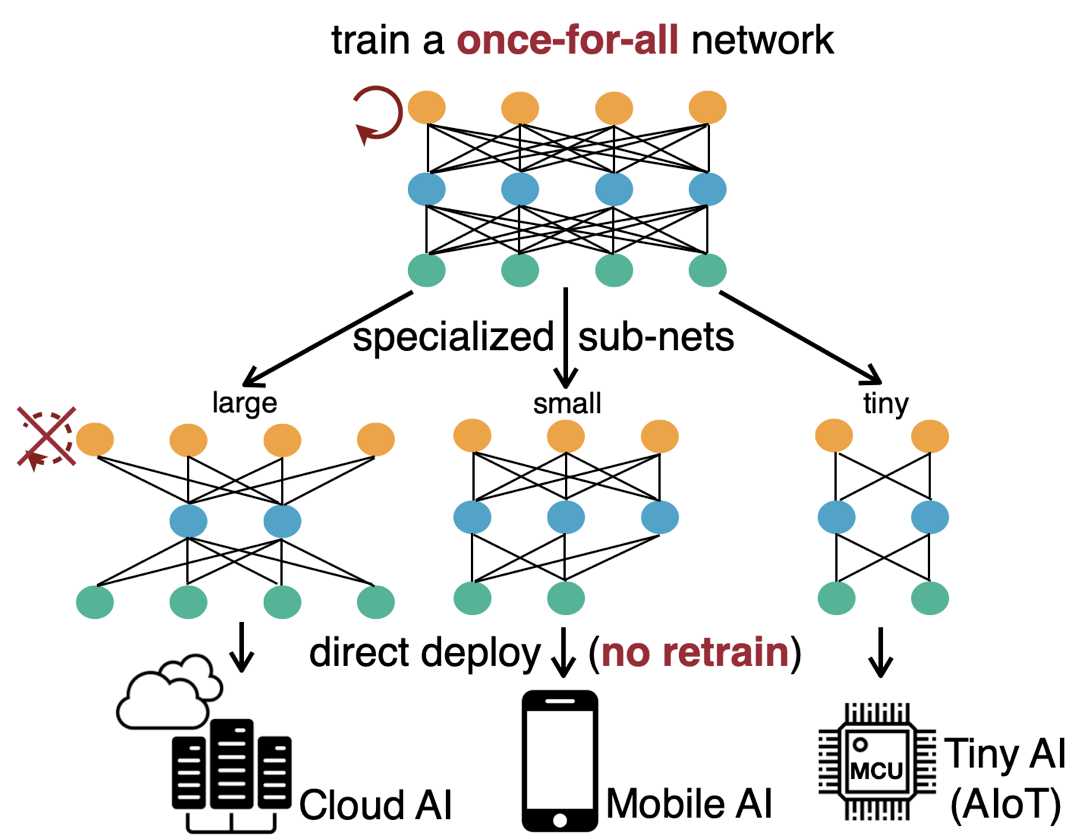 train a once-for-all network
specialized sub-nets
large
small
tiny
direct deploy (no retrain)
Cloud AI
Mobile AI
MCU
Tiny AI
(AIoT)